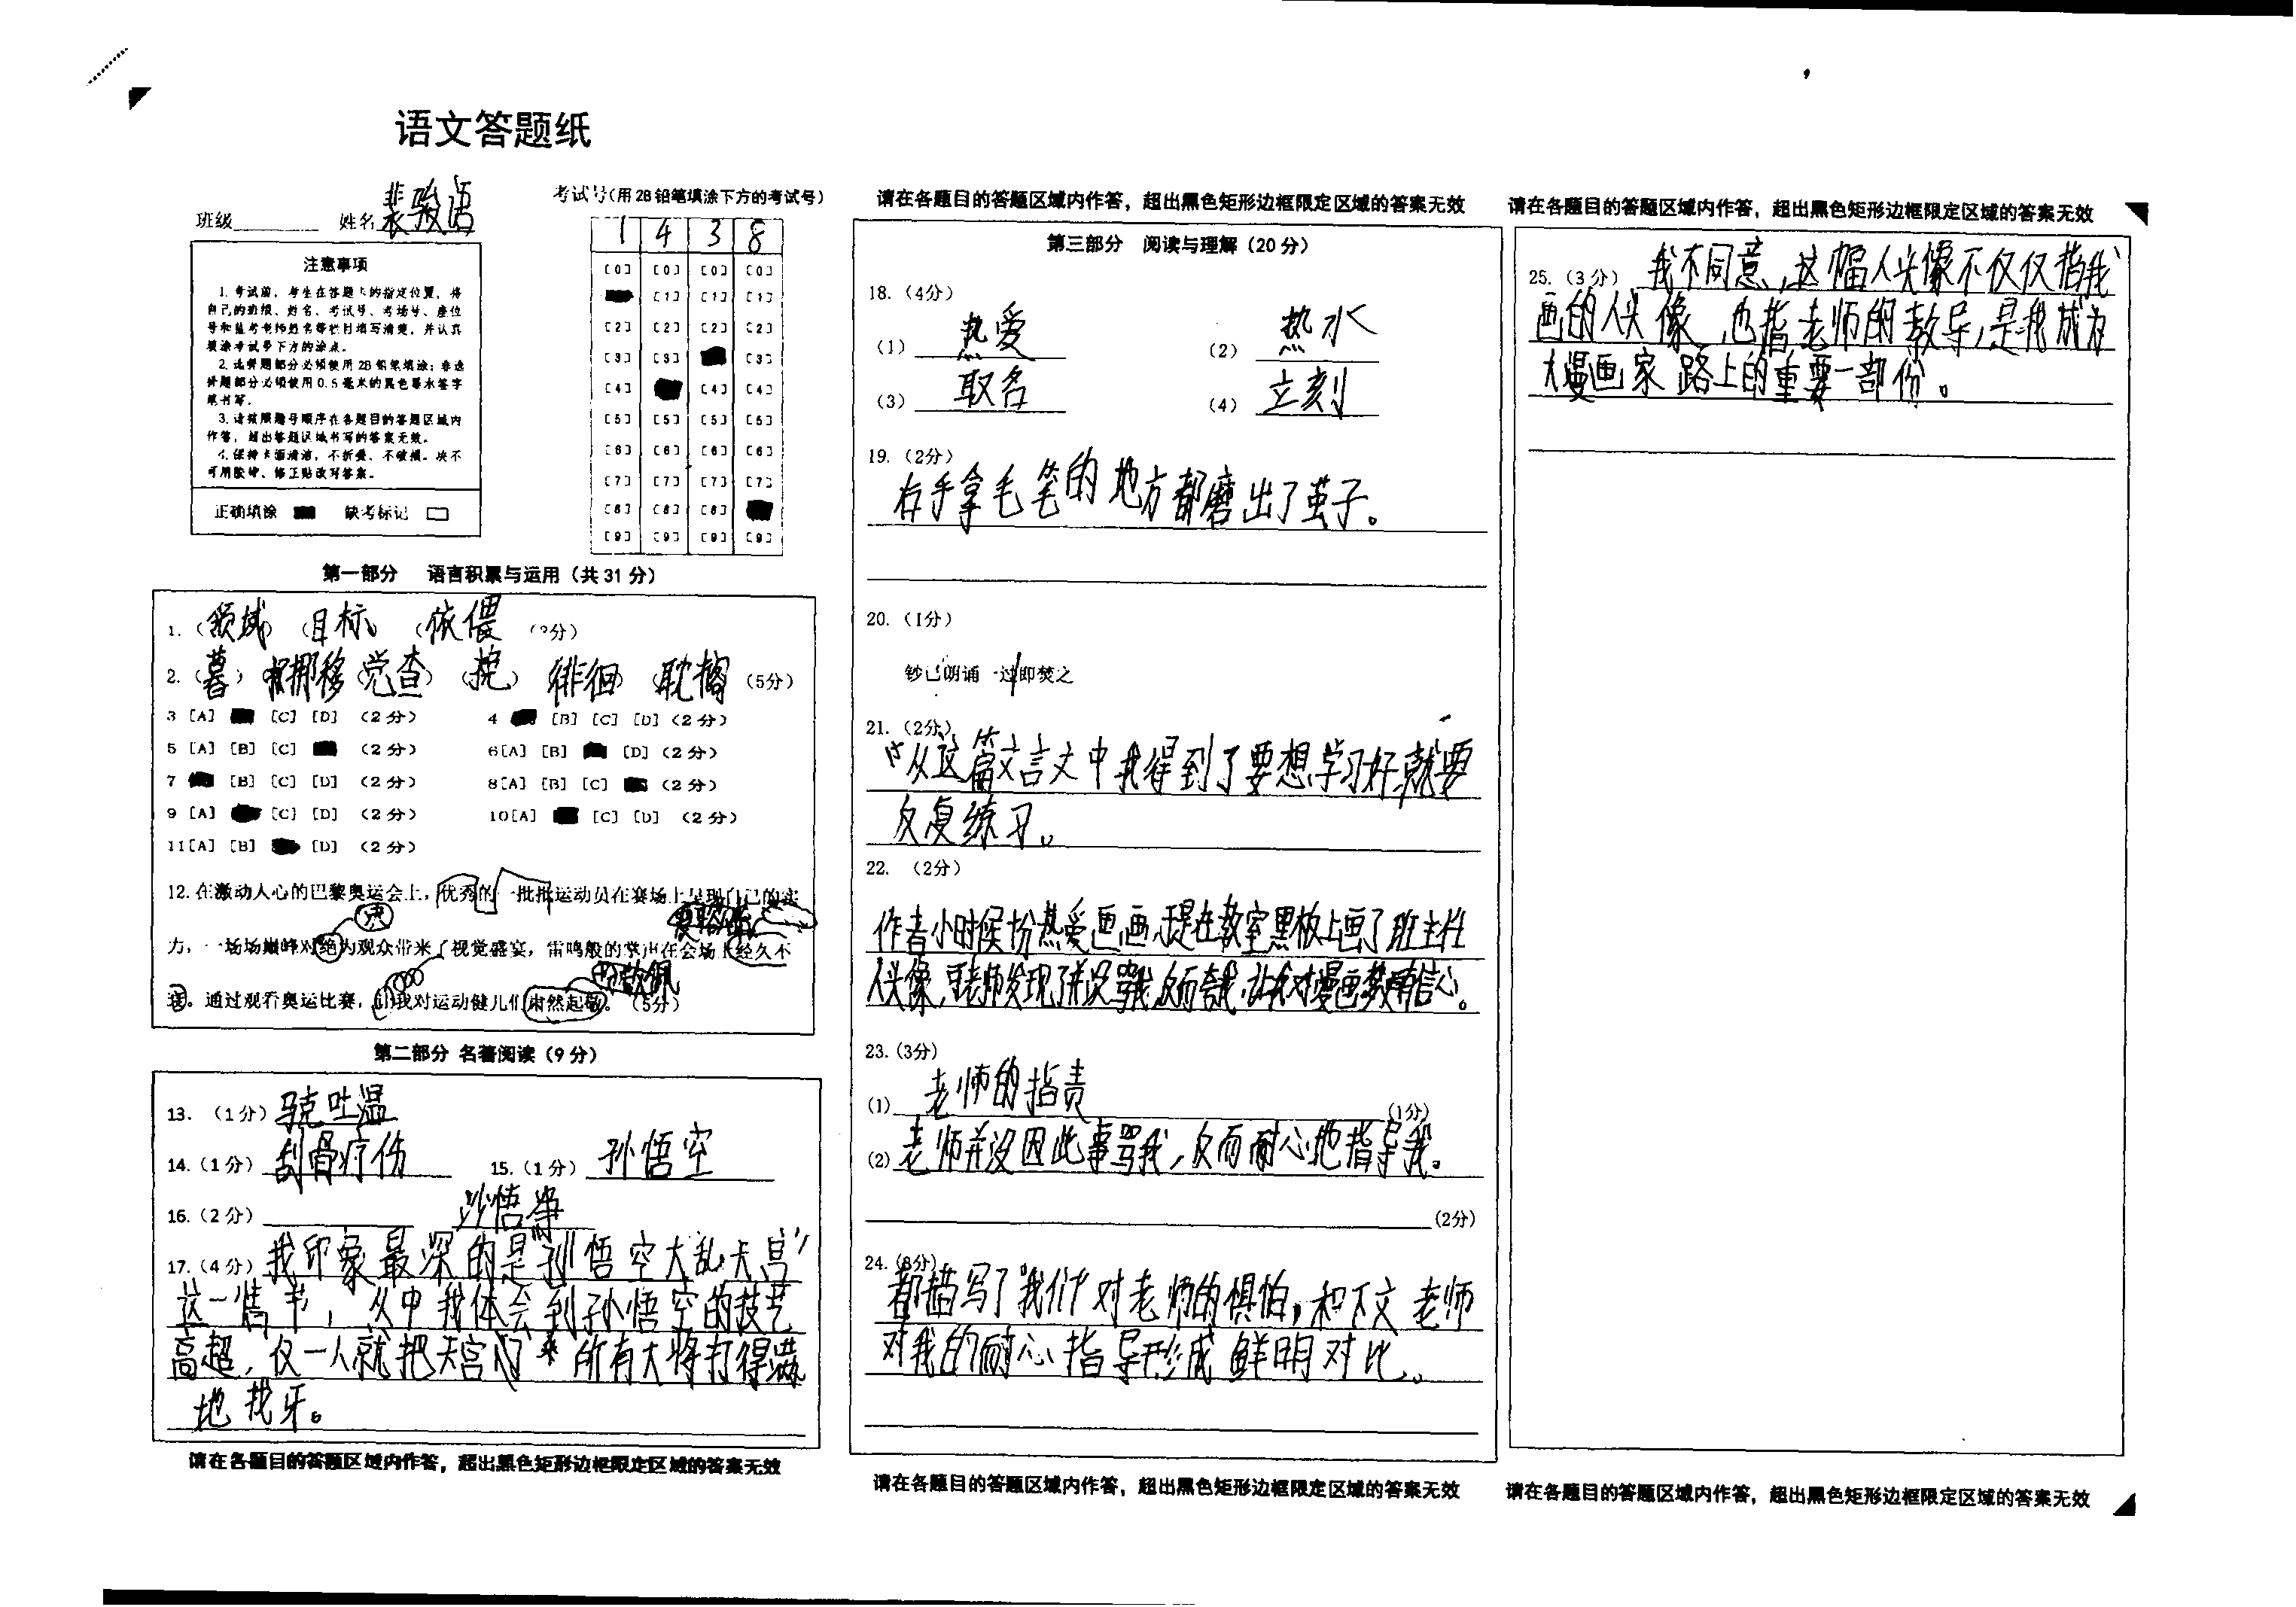 语文答题纸
班级 姓名 裴骏语
考试号(用2B铅笔填涂下方的考试号)
1 4 3 8
[0] [0] [0] [0]
[1] [1] [1]
[2] [2] [2] [2]
[3] [3] [3]
[4] [4] [4]
[5] [5] [5] [5]
[6] [6] [6] [6]
[7] [7] [7] [7]
[8] [8] [8]
[9] [9] [9] [9]
注意事项
1. 考试前,考生在答题卡的指定位置,将
自己的班级、姓名、考试号、考场号、座位
号和监考老师姓名等栏目填写清楚,并认真
填涂考试号下方的涂点。
2. 选择题部分必须使用2B铅笔填涂;非选
择题部分必须使用0.5毫米的黑色墨水签字
笔书写。
3. 请按照题号顺序在各题目的答题区域内
作答,超出答题区域书写的答案无效。
4. 保持卡面清洁,不折叠、不破损。决不
可用胶带、修正贴改写答案。
正确填涂 缺考标记
第一部分 语言积累与运用(共31分)
1. (领域) (目标) (依偎 (2分)
2. (暮) 挪移 (党查) (挠) 徘徊) (耽搁 (5分)
3 [A] [C] [D] (2分) 4 [B] [C] [D] (2分)
5 [A] [B] [C] (2分) 6[A] [B] [D] (2分)
7 [B] [C] [D] (2分) 8[A] [B] [C] (2分)
9 [A] [C] [D] (2分) 10[A] [C] [D] (2分)
11[A] [B] [D] (2分)
12. 在激动人心的巴黎奥运会上,优秀的一批批运动员在赛场上呈现自己的实
决
力,一场场巅峰对绝为观众带来了视觉盛宴,雷鸣般的掌声在会场上经久不
钦佩
通过观看奥运比赛,让我对运动健儿们肃然起敬。(5分)
第二部分 名著阅读(9分)
13. (1分) 马克吐温
14. (1分) 刮骨疗伤 15. (1分) 孙悟空
16. (2分) 沙悟净
17. (4分) 我印象最深的是孙悟空大乱天宫"
这一情节,从中我体会到孙悟空的技艺
高超,仅一人就把天宫 所有大将打得满
地找牙。
请在各题目的答题区域内作答,超出黑色矩形边框限定区域的答案无效
请在各题目的答题区域内作答,超出黑色矩形边框限定区域的答案无效
第三部分 阅读与理解(20分)
18. (4分)
(1) 热爱 (2) 热水
(3) 取名 (4) 立刻
19. (2分)
右手拿毛笔的地方都磨出了茧子。
20. (1分)
钞已朗诵一过/即焚之
21. (2分)
从这篇文言文中我得到了要想学习好,就要
反复练习。
22. (2分)
作者小时候 热爱画画,于是在教室黑板上画了班主任
人头像,可老师发现了并没骂我,反而夸我,让我对漫画 有信心。
23. (3分)
(1) 老师的指责 (1分)
(2) 老师并没因此事骂我,反而耐心地指导我。
(2分)
24. (8分)
都描写了"我们"对老师的惧怕,和下文老师
对我的耐心指导形成鲜明对比。
请在各题目的答题区域内作答,超出黑色矩形边框限定区域的答案无效
请在各题目的答题区域内作答,超出黑色矩形边框限定区域的答案无效
25. (3分) 我不同意,这幅人头像不仅仅指我
画的人头像,也指老师的教导,是我成为
大漫画家路上的重要一部份。
请在各题目的答题区域内作答,超出黑色矩形边框限定区域的答案无效